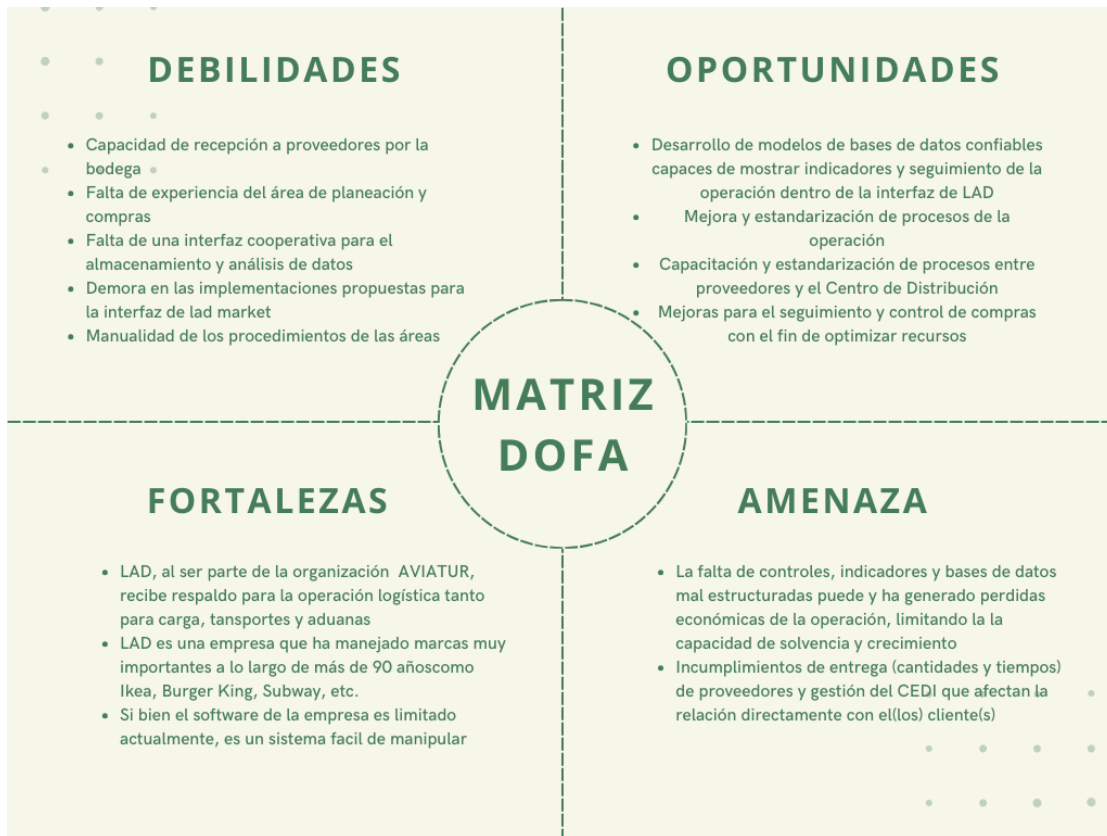 DEBILIDADES
• Capacidad de recepción a proveedores por la
bodega
• Falta de experiencia del área de planeación y
compras
• Falta de una interfaz cooperativa para el
almacenamiento y análisis de datos
• Demora en las implementaciones propuestas para
la interfaz de lad market
• Manualidad de los procedimientos de las áreas
OPORTUNIDADES
• Desarrollo de modelos de bases de datos confiables
capaces de mostrar indicadores y seguimiento de la
operación dentro de la interfaz de LAD
• Mejora y estandarización de procesos de la
operación
• Capacitación y estandarización de procesos entre
proveedores y el Centro de Distribución
• Mejoras para el seguimiento y control de compras
con el fin de optimizar recursos
MATRIZ
DOFA
FORTALEZAS
• LAD, al ser parte de la organización  AVIATUR,
recibe respaldo para la operación logística tanto
para carga, tansportes y aduanas
• LAD es una empresa que ha manejado marcas muy
importantes a lo largo de más de 90 añoscomo
Ikea, Burger King, Subway, etc.
• Si bien el software de la empresa es limitado
actualmente, es un sistema facil de manipular
AMENAZA
• La falta de controles, indicadores y bases de datos
mal estructuradas puede y ha generado perdidas
económicas de la operación, limitando la la
capacidad de solvencia y crecimiento
• Incumplimientos de entrega (cantidades y tiempos)
de proveedores y gestión del CEDI que afectan la
relación directamente con el(los) cliente(s)